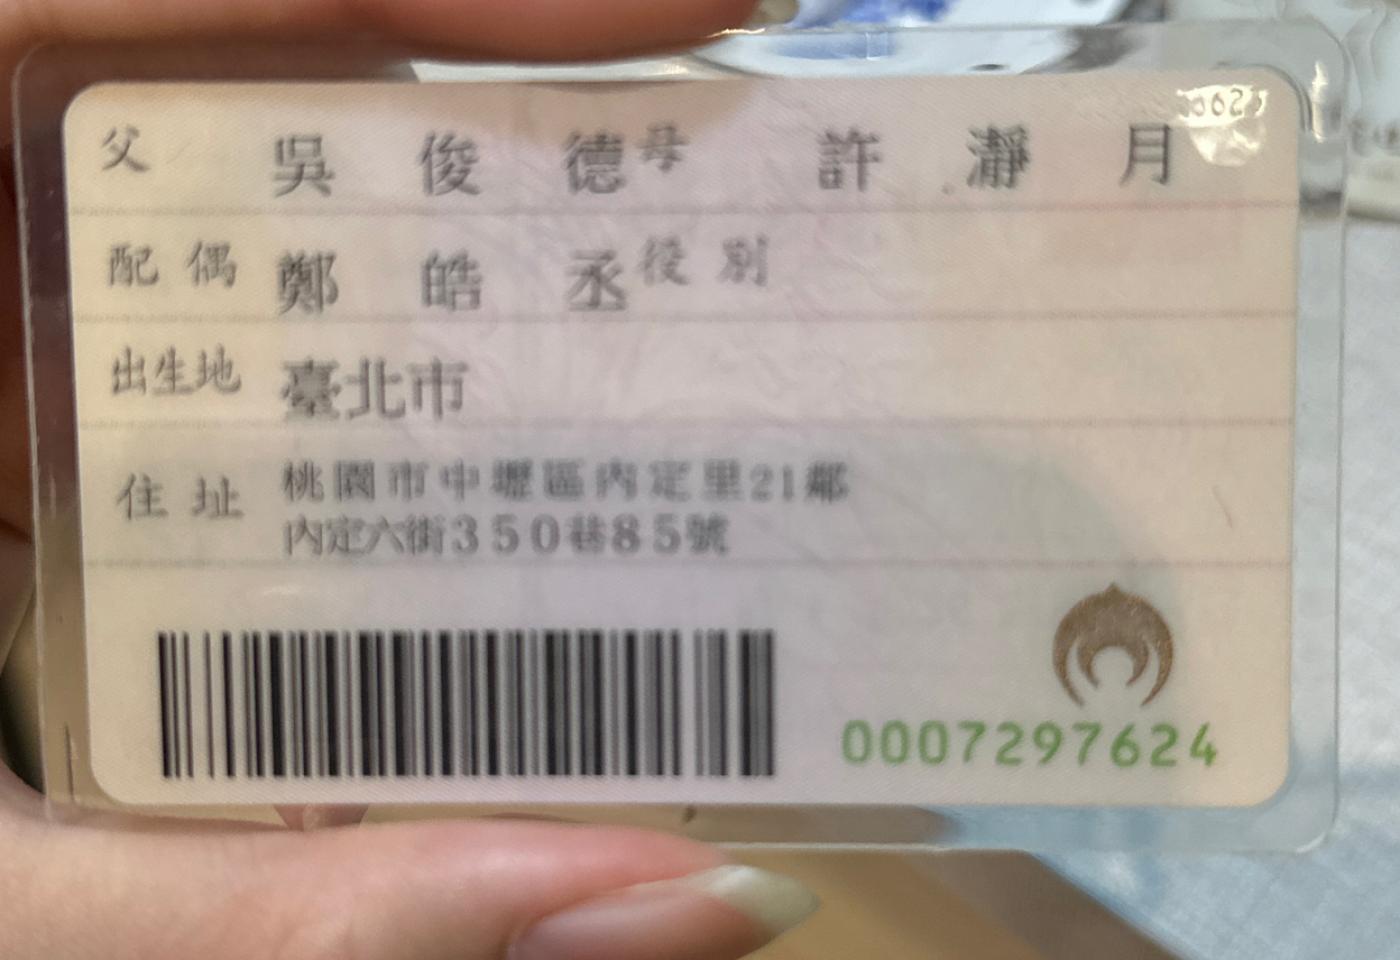 父 吳俊德 母 許瀞月
配偶 鄭皓丞 役別
出生地 臺北市
住址 桃園市中壢區內定里21鄰
內定六街350巷85號
0007297624